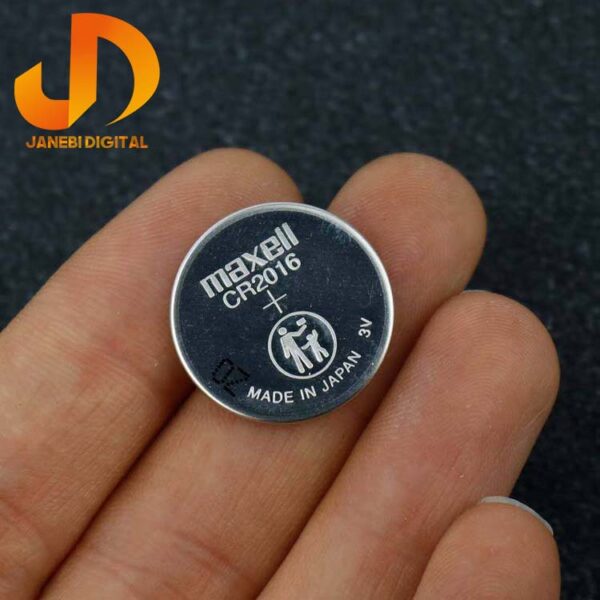 JANEBI DIGITAL
maxell
CR2016
+
MADE IN JAPAN 3V